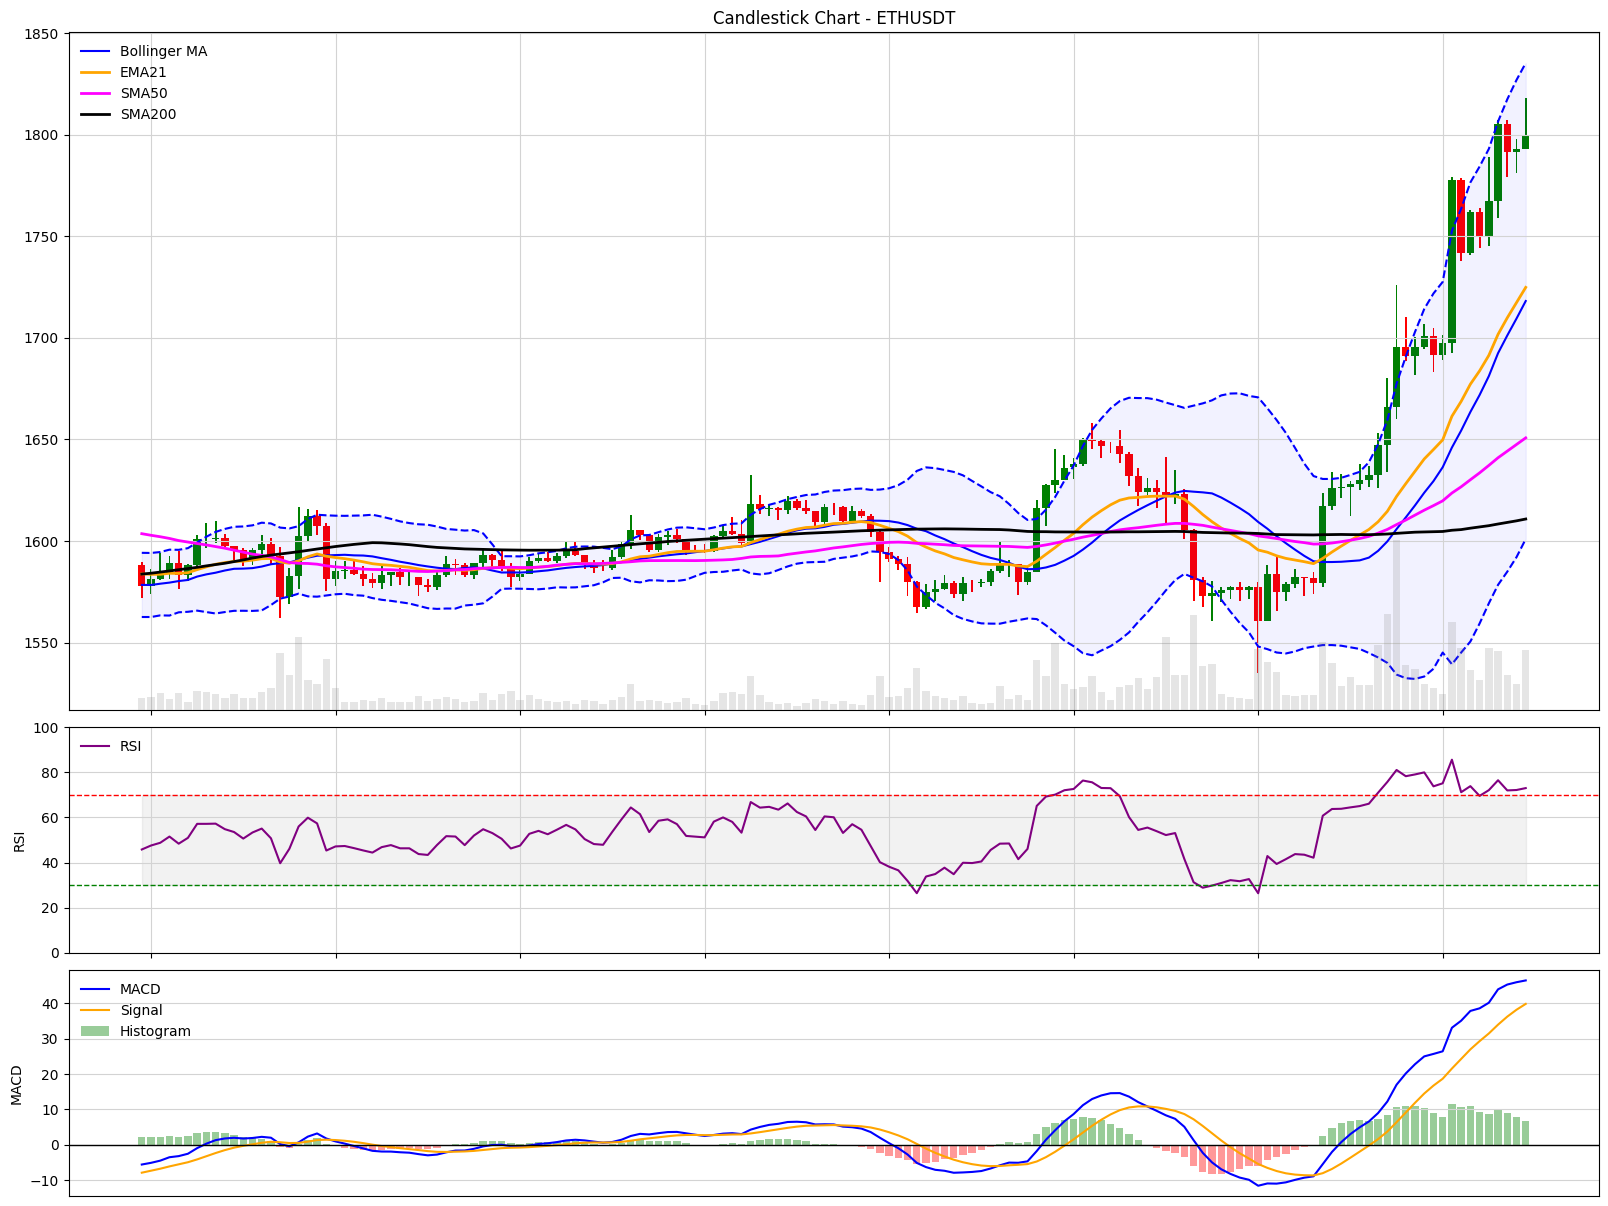 Candlestick Chart - ETHUSDT
1850
1800
1750
1700
1650
1600
1550
Bollinger MA
EMA21
SMA50
SMA200
100
80
60
40
20
0
RSI
RSI
40
30
20
10
0
−10
MACD
MACD
Signal
Histogram